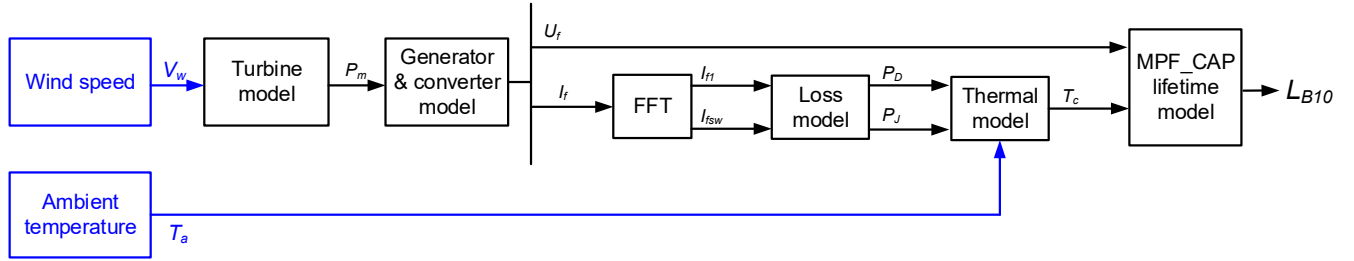 Wind speed
V_w
Turbine
model
P_m
Generator
& converter
model
U_f
I_f
FFT
I_f1
I_fsw
Loss
model
P_D
P_J
Thermal
model
T_c
MPF_CAP
lifetime
model
L_B10
Ambient
temperature
T_a